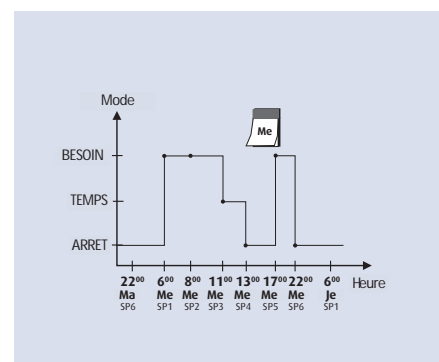 Mode
Me
BESOIN
TEMPS
ARRET
22⁰⁰ 6⁰⁰ 8⁰⁰ 11⁰⁰ 13⁰⁰ 17⁰⁰ 22⁰⁰ 6⁰⁰ Heure
Ma Me Me Me Me Me Me Je
SP6 SP1 SP2 SP3 SP4 SP5 SP6 SP1